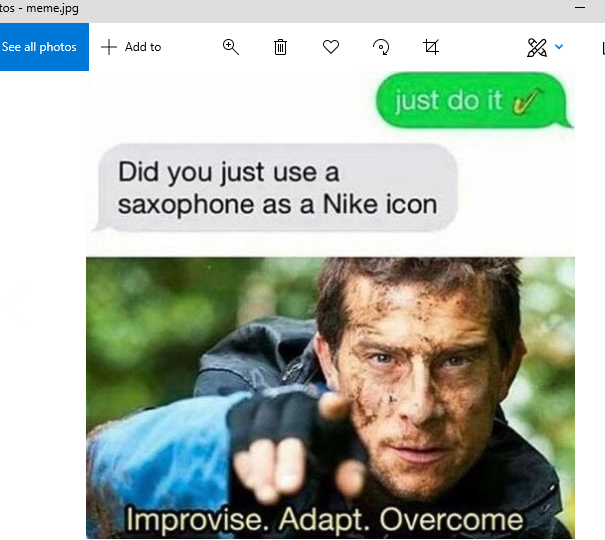 tos - meme.jpg
See all photos
Add to
just do it 🎷
Did you just use a
saxophone as a Nike icon
Improvise. Adapt. Overcome